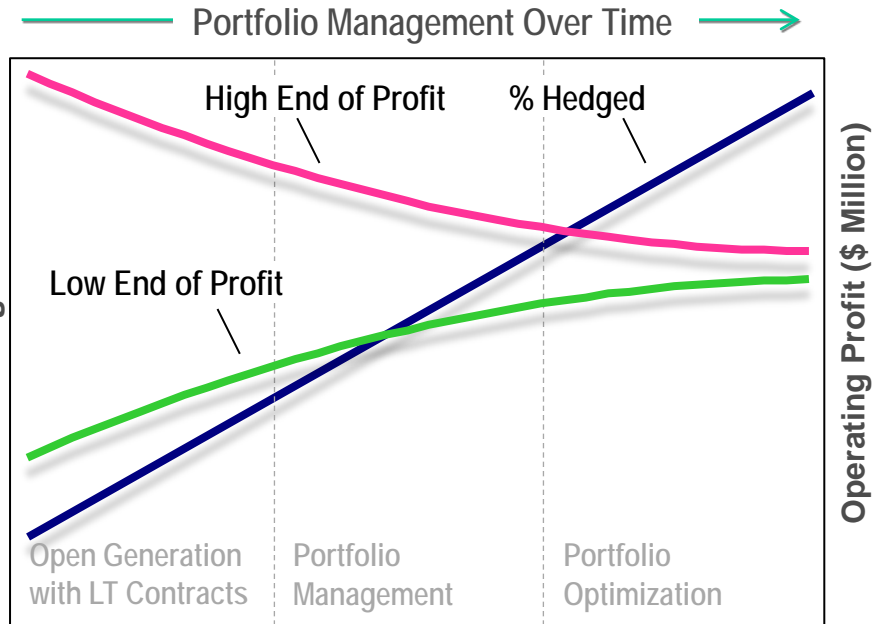 Portfolio Management Over Time
High End of Profit
% Hedged
Low End of Profit
Operating Profit ($ Million)
Open Generation
with LT Contracts
Portfolio
Management
Portfolio
Optimization